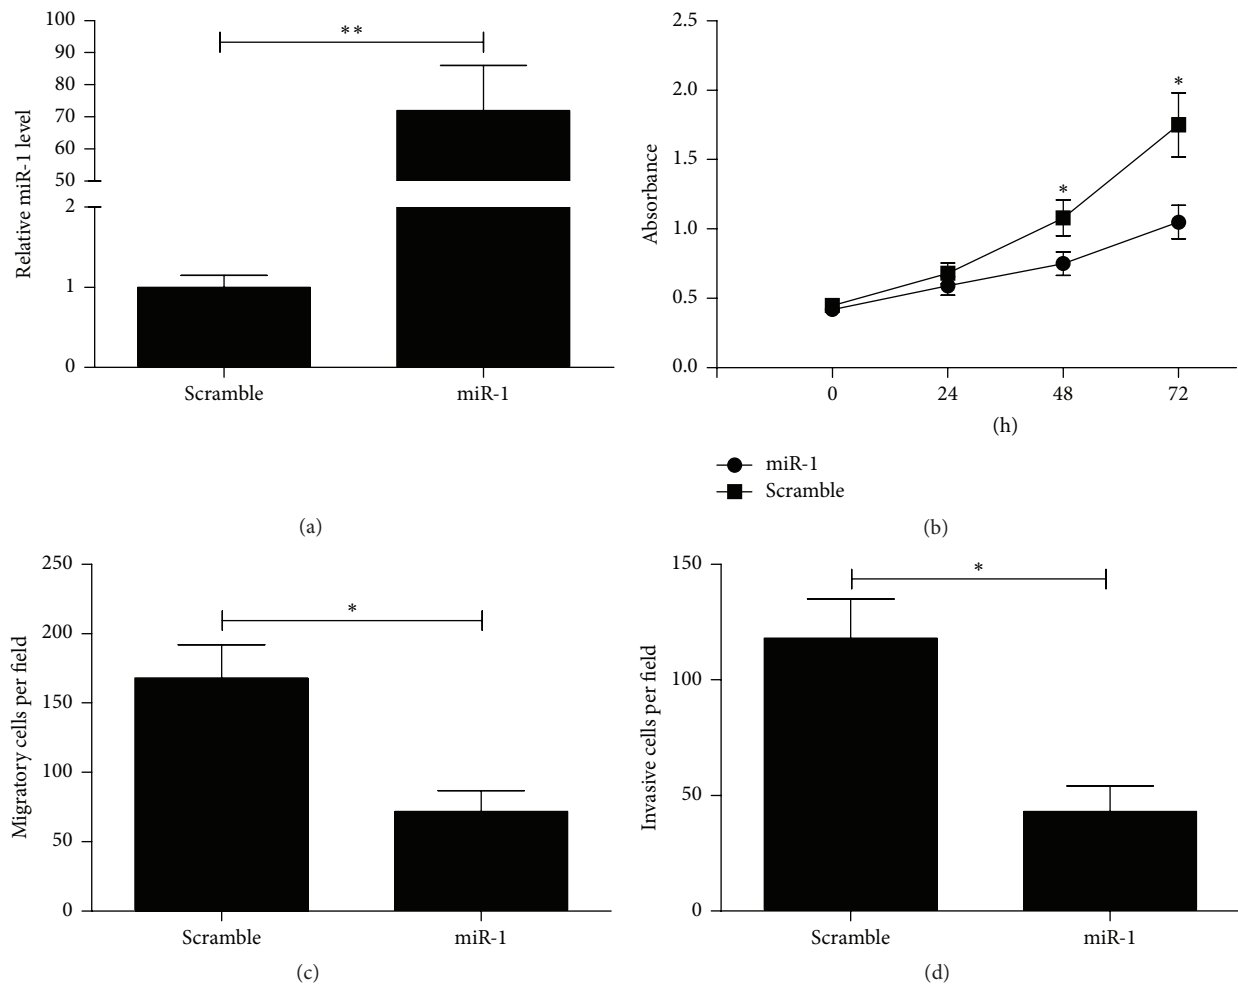 100
90
80
70
60
50
2
1
0
Relative miR-1 level
**
Scramble
miR-1
(a)
2.5
2.0
1.5
1.0
0.5
0.0
Absorbance
*
*
0
24
48
72
(h)
miR-1
Scramble
(b)
250
200
150
100
50
0
Migratory cells per field
*
Scramble
miR-1
(c)
150
100
50
0
Invasive cells per field
*
Scramble
miR-1
(d)